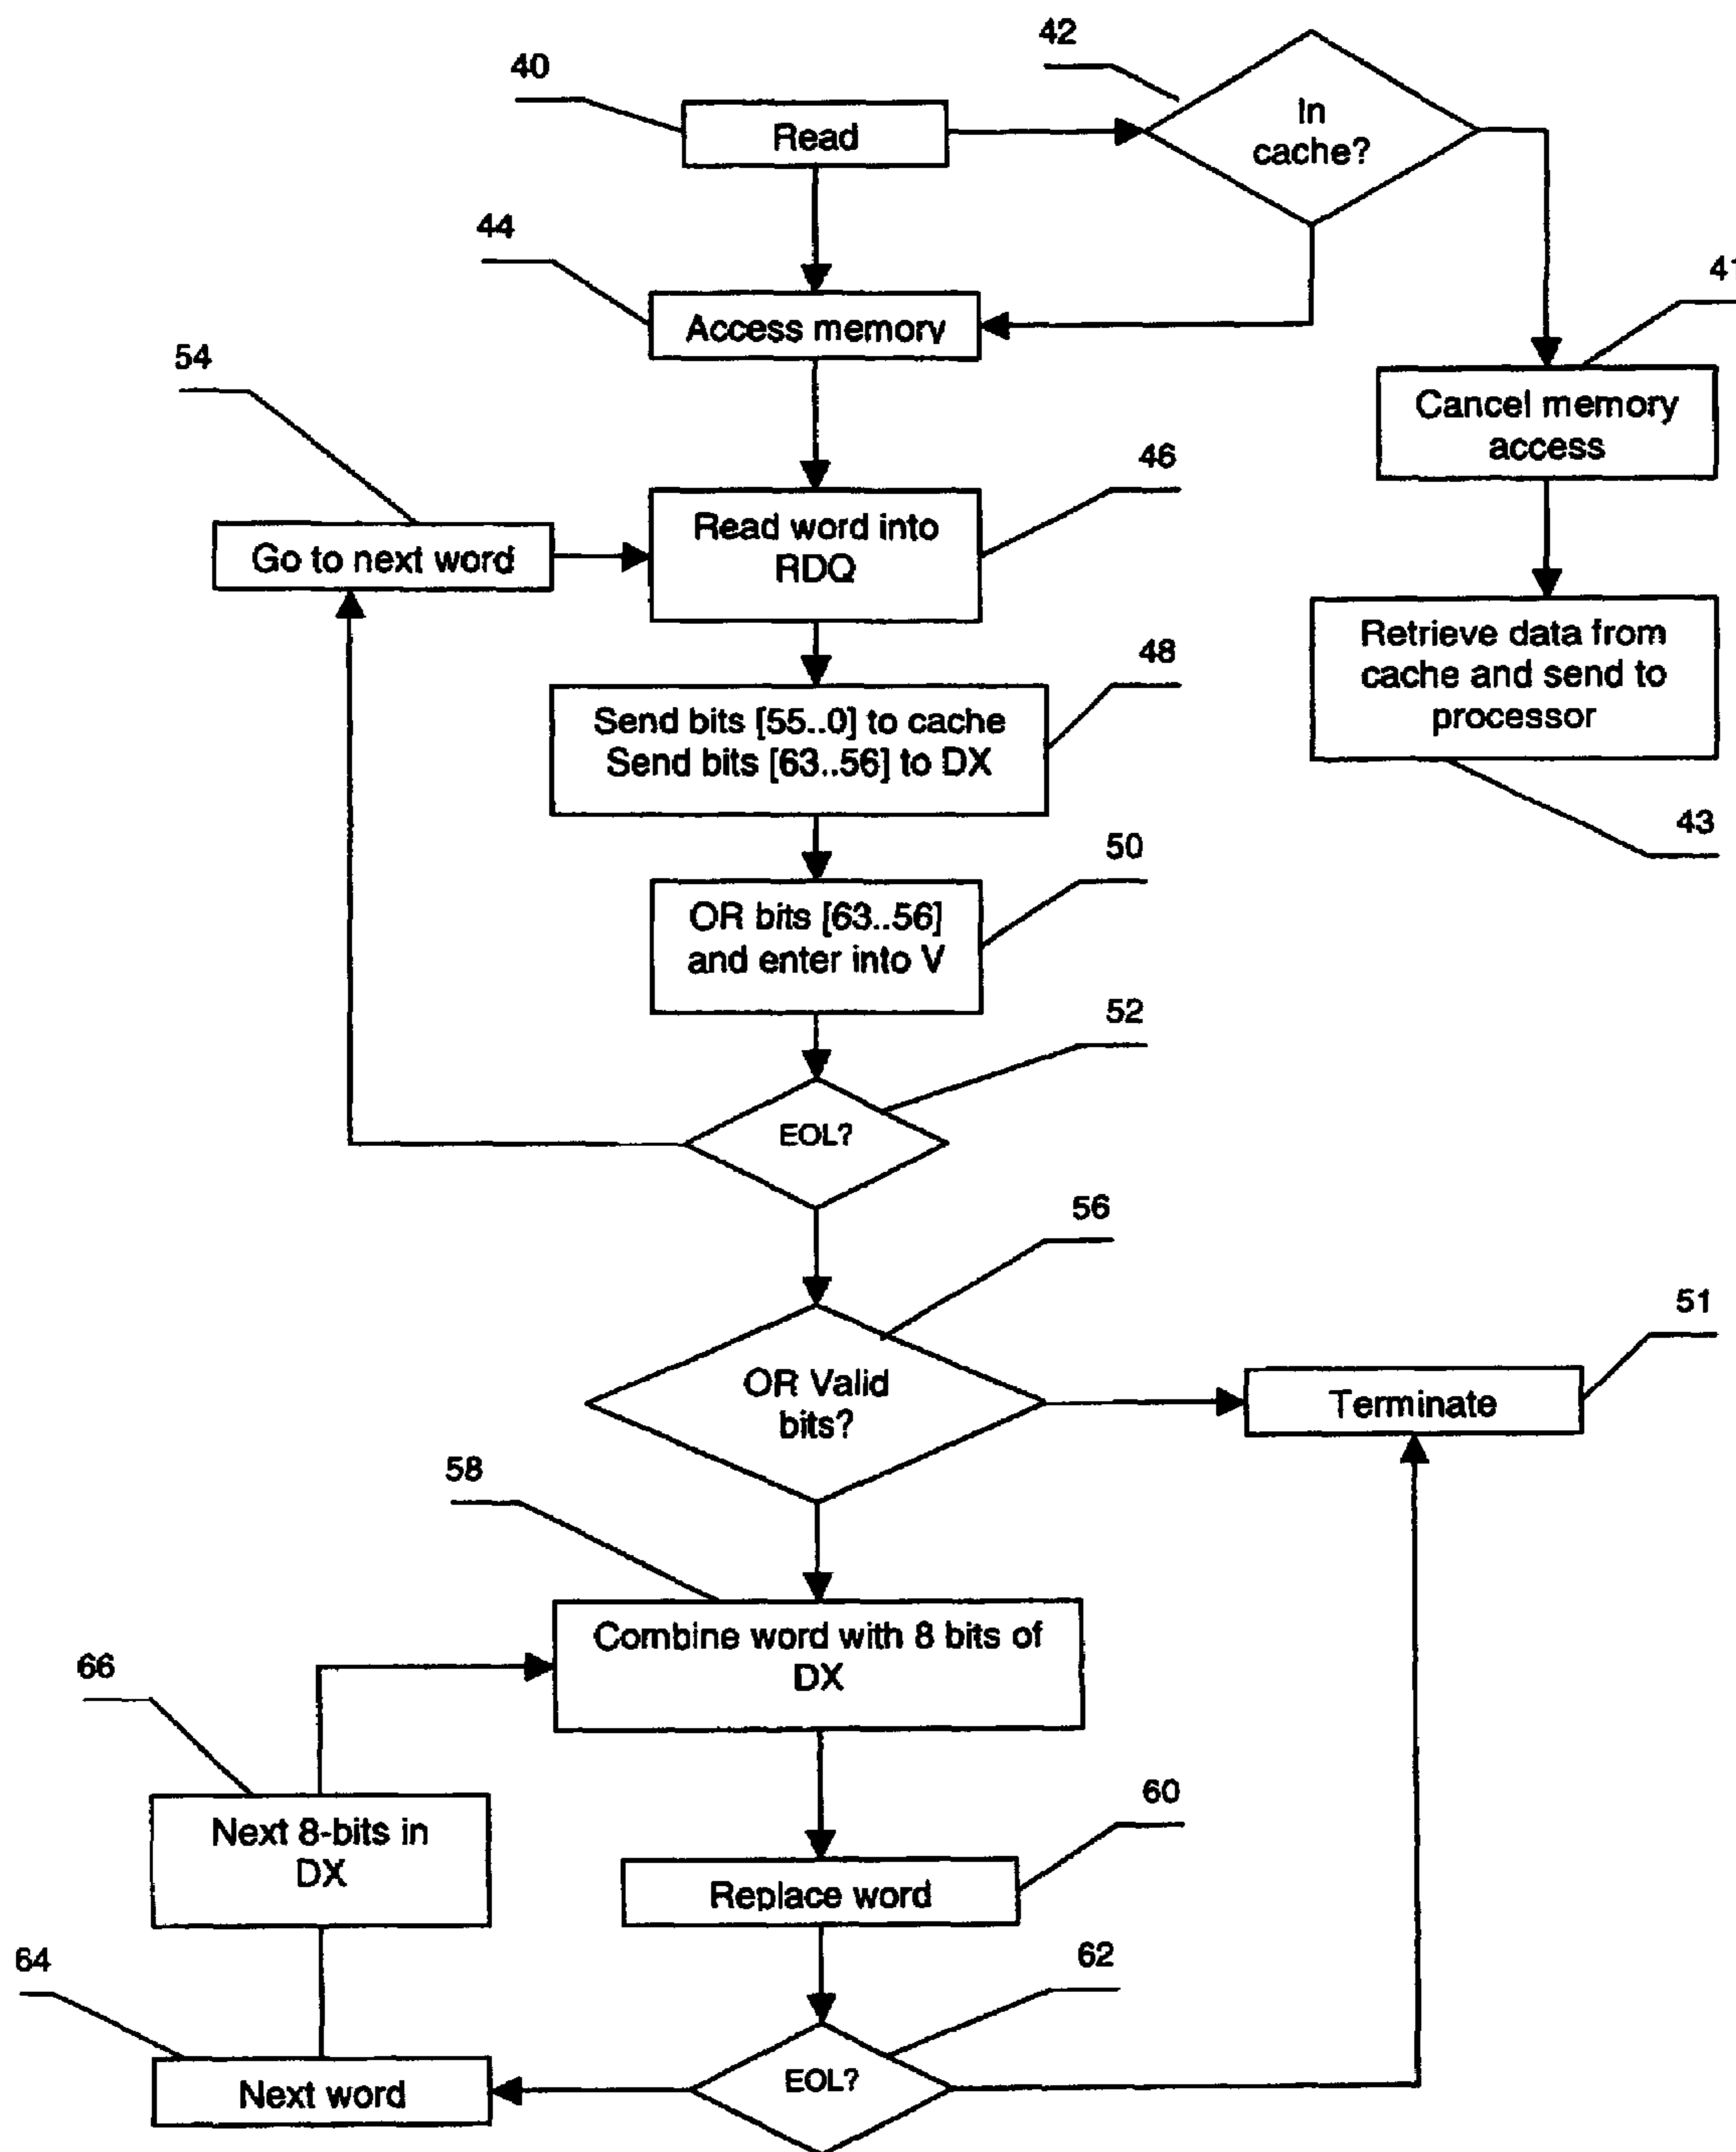 42
40
In
cache?
Read
44
41
Access memory
54
Cancel memory
access
46
Read word into
RDQ
Go to next word
48
Retrieve data from
cache and send to
processor
Send bits [55..0] to cache
Send bits [63..56] to DX
43
50
OR bits [63..56]
and enter into V
52
EOL?
56
51
OR Valid
bits?
Terminate
58
Combine word with 8 bits of
DX
66
60
Next 8-bits in
DX
Replace word
62
64
EOL?
Next word